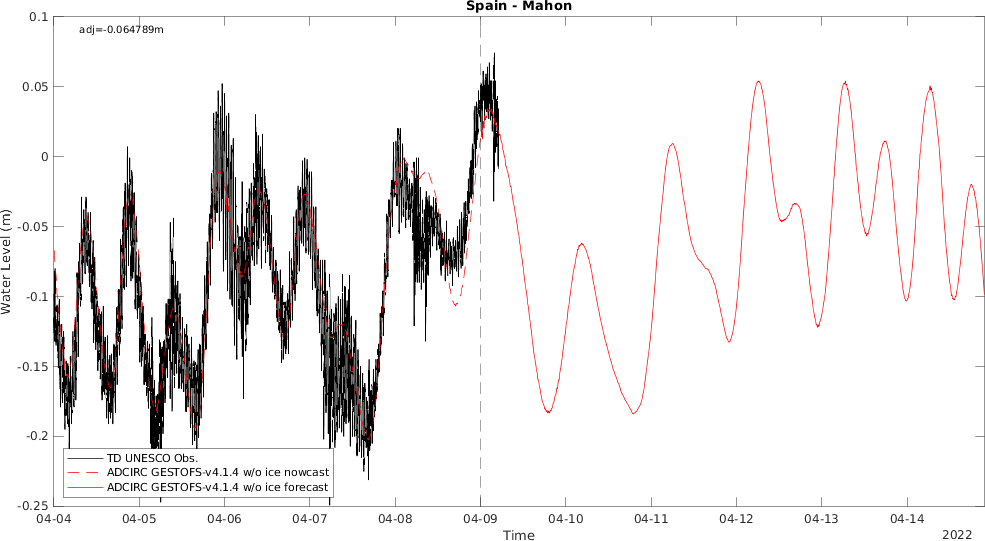 Spain - Mahon
adj=-0.064789m
0.1
0.05
0
-0.05
-0.1
-0.15
-0.2
-0.25
Water Level (m)
TD UNESCO Obs.
ADCIRC GESTOFS-v4.1.4 w/o ice nowcast
ADCIRC GESTOFS-v4.1.4 w/o ice forecast
04-04 04-05 04-06 04-07 04-08 04-09 04-10 04-11 04-12 04-13 04-14
Time
2022